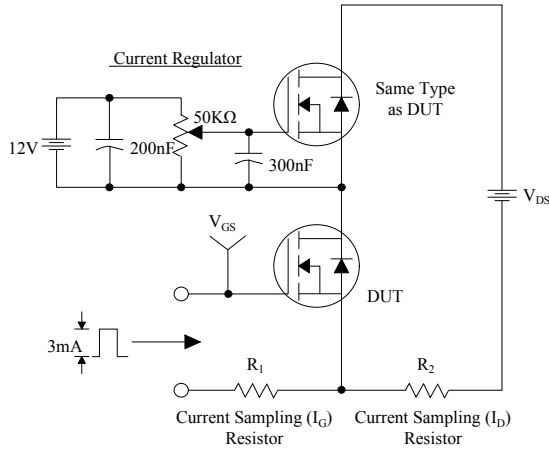 Current Regulator
Same Type
as DUT
50KΩ
12V
200nF
300nF
V_DS
V_GS
DUT
3mA
R_1
R_2
Current Sampling (I_G)
Resistor
Current Sampling (I_D)
Resistor